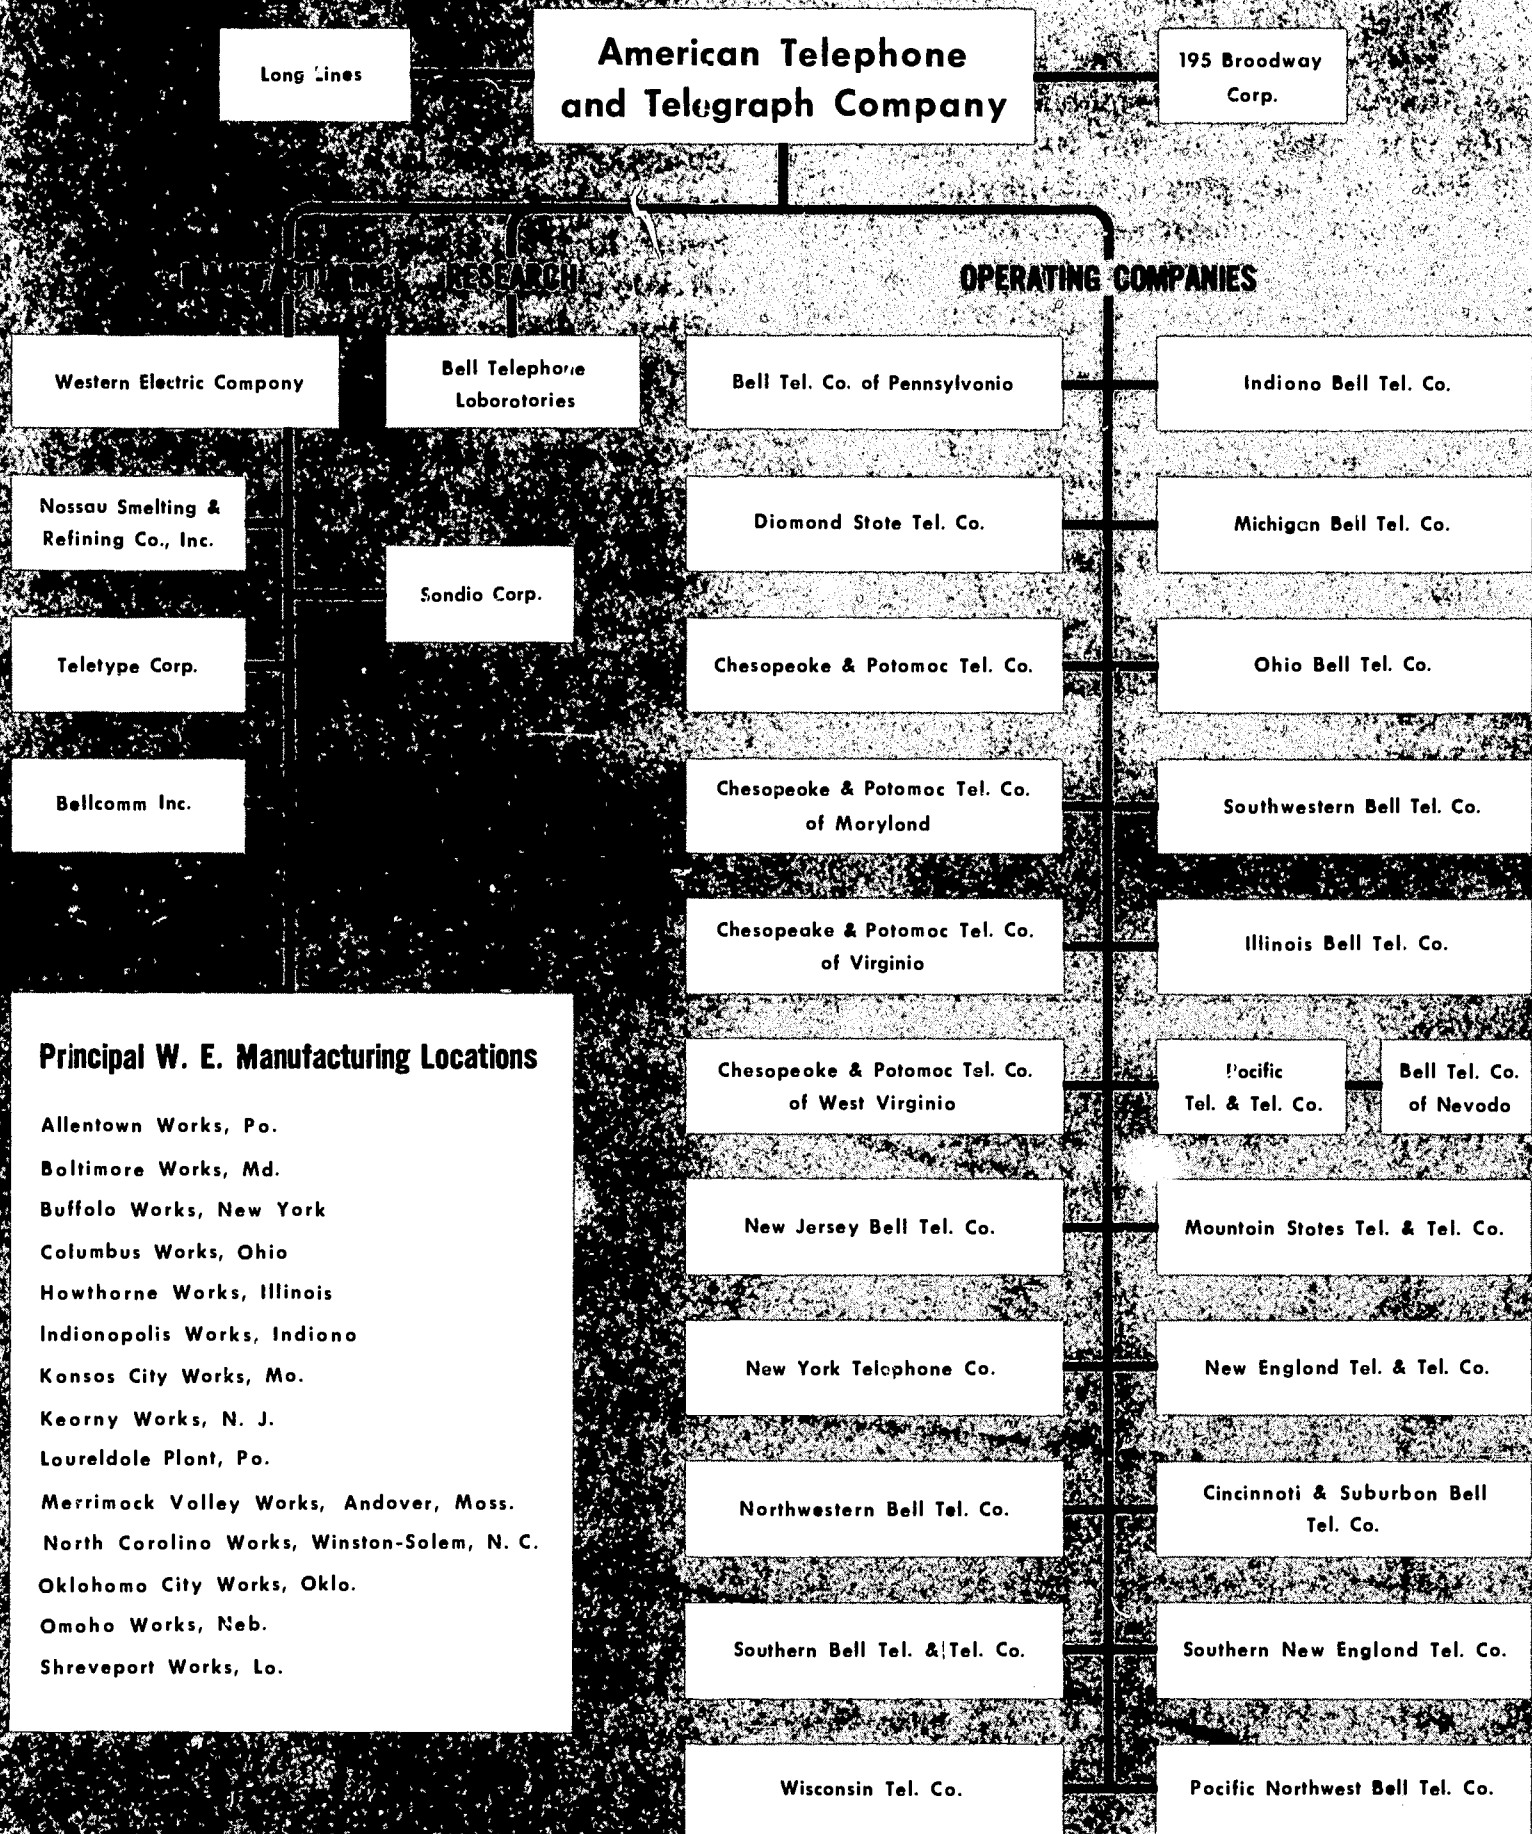 Long Lines
American Telephone
and Telegraph Company
195 Broadway
Corp.
MANUFACTURING
RESEARCH
OPERATING COMPANIES
Western Electric Company
Bell Telephone
Laboratories
Nassau Smelting &
Refining Co., Inc.
Sandia Corp.
Teletype Corp.
Bellcomm Inc.
Principal W. E. Manufacturing Locations
Allentown Works, Pa.
Baltimore Works, Md.
Buffalo Works, New York
Columbus Works, Ohio
Hawthorne Works, Illinois
Indianapolis Works, Indiana
Kansas City Works, Mo.
Kearny Works, N. J.
Laureldale Plant, Pa.
Merrimack Valley Works, Andover, Mass.
North Carolina Works, Winston-Salem, N. C.
Oklahoma City Works, Okla.
Omaha Works, Neb.
Shreveport Works, La.
Bell Tel. Co. of Pennsylvania
Diamond State Tel. Co.
Chesapeake & Potomac Tel. Co.
Chesapeake & Potomac Tel. Co.
of Maryland
Chesapeake & Potomac Tel. Co.
of Virginia
Chesapeake & Potomac Tel. Co.
of West Virginia
New Jersey Bell Tel. Co.
New York Telephone Co.
Northwestern Bell Tel. Co.
Southern Bell Tel. & Tel. Co.
Wisconsin Tel. Co.
Indiana Bell Tel. Co.
Michigan Bell Tel. Co.
Ohio Bell Tel. Co.
Southwestern Bell Tel. Co.
Illinois Bell Tel. Co.
Pacific
Tel. & Tel. Co.
Bell Tel. Co.
of Nevada
Mountain States Tel. & Tel. Co.
New England Tel. & Tel. Co.
Cincinnati & Suburban Bell
Tel. Co.
Southern New England Tel. Co.
Pacific Northwest Bell Tel. Co.